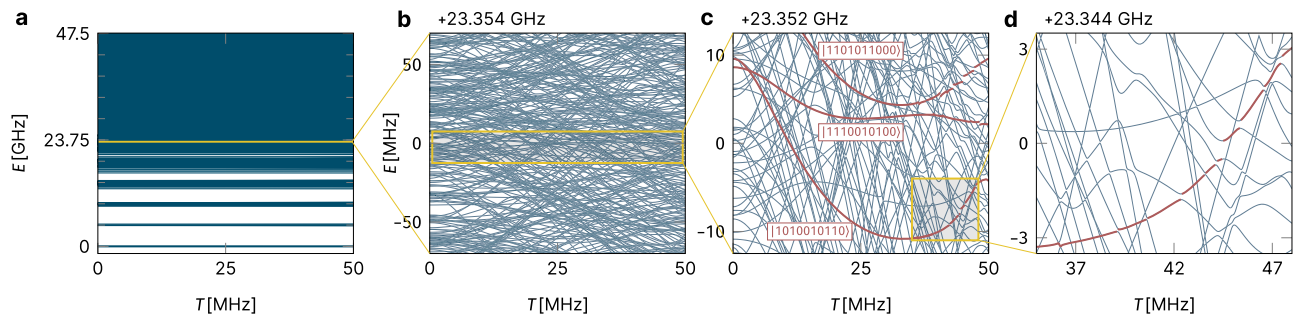 a
47.5
23.75
0
E [GHz]
0 25 50
T [MHz]
b
+23.354 GHz
50
0
−50
E [MHz]
0 25 50
T [MHz]
c
+23.352 GHz
10
0
−10
|1101011000⟩
|1110010100⟩
|1010010110⟩
0 25 50
T [MHz]
d
+23.344 GHz
3
0
−3
37 42 47
T [MHz]